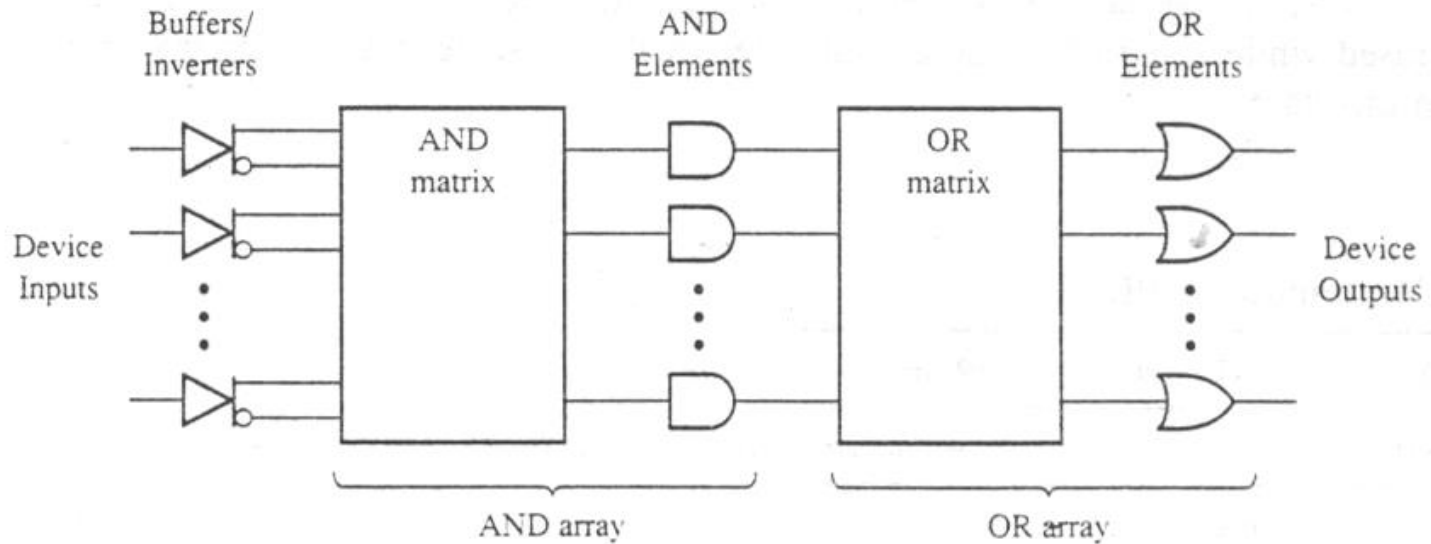 Buffers/
Inverters
AND
Elements
OR
Elements
AND
matrix
OR
matrix
Device
Inputs
Device
Outputs
AND array
OR array